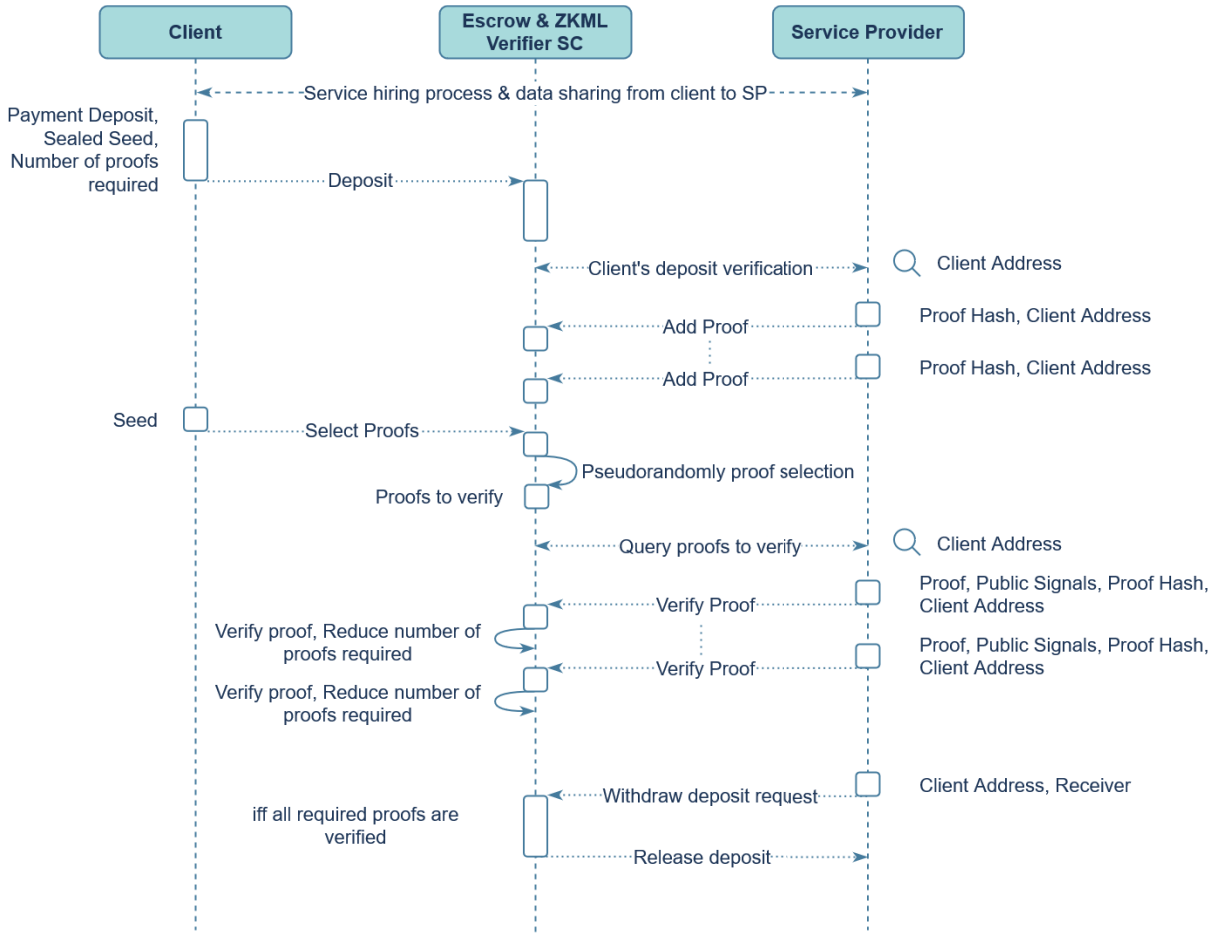 Client
Escrow & ZKML
Verifier SC
Service Provider
Service hiring process & data sharing from client to SP
Payment Deposit,
Sealed Seed,
Number of proofs
required
Deposit
Client's deposit verification
Client Address
Add Proof
Proof Hash, Client Address
Add Proof
Proof Hash, Client Address
Seed
Select Proofs
Pseudorandomly proof selection
Proofs to verify
Query proofs to verify
Client Address
Verify Proof
Proof, Public Signals, Proof Hash,
Client Address
Verify proof, Reduce number of
proofs required
Verify Proof
Proof, Public Signals, Proof Hash,
Client Address
Verify proof, Reduce number of
proofs required
Withdraw deposit request
Client Address, Receiver
iff all required proofs are
verified
Release deposit